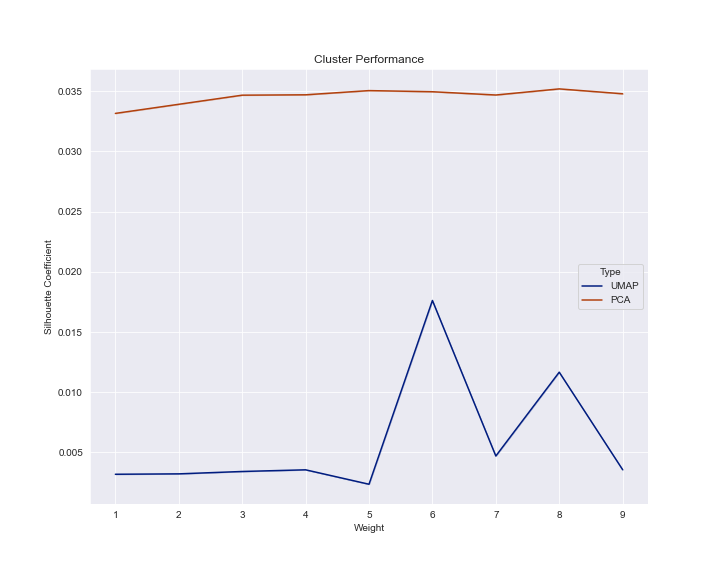 Cluster Performance
Silhouette Coefficient
0.035
0.030
0.025
0.020
0.015
0.010
0.005
Type
UMAP
PCA
1 2 3 4 5 6 7 8 9
Weight